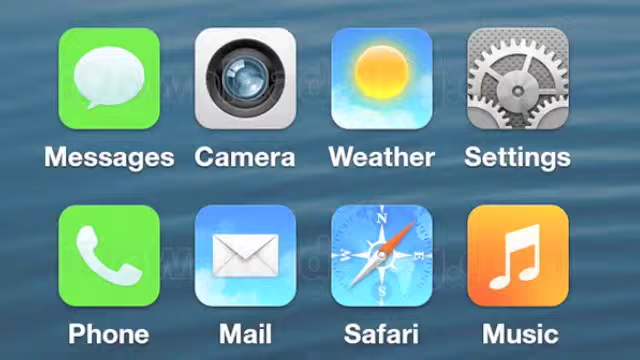 Messages Camera Weather Settings
N
W E
S
Phone Mail Safari Music